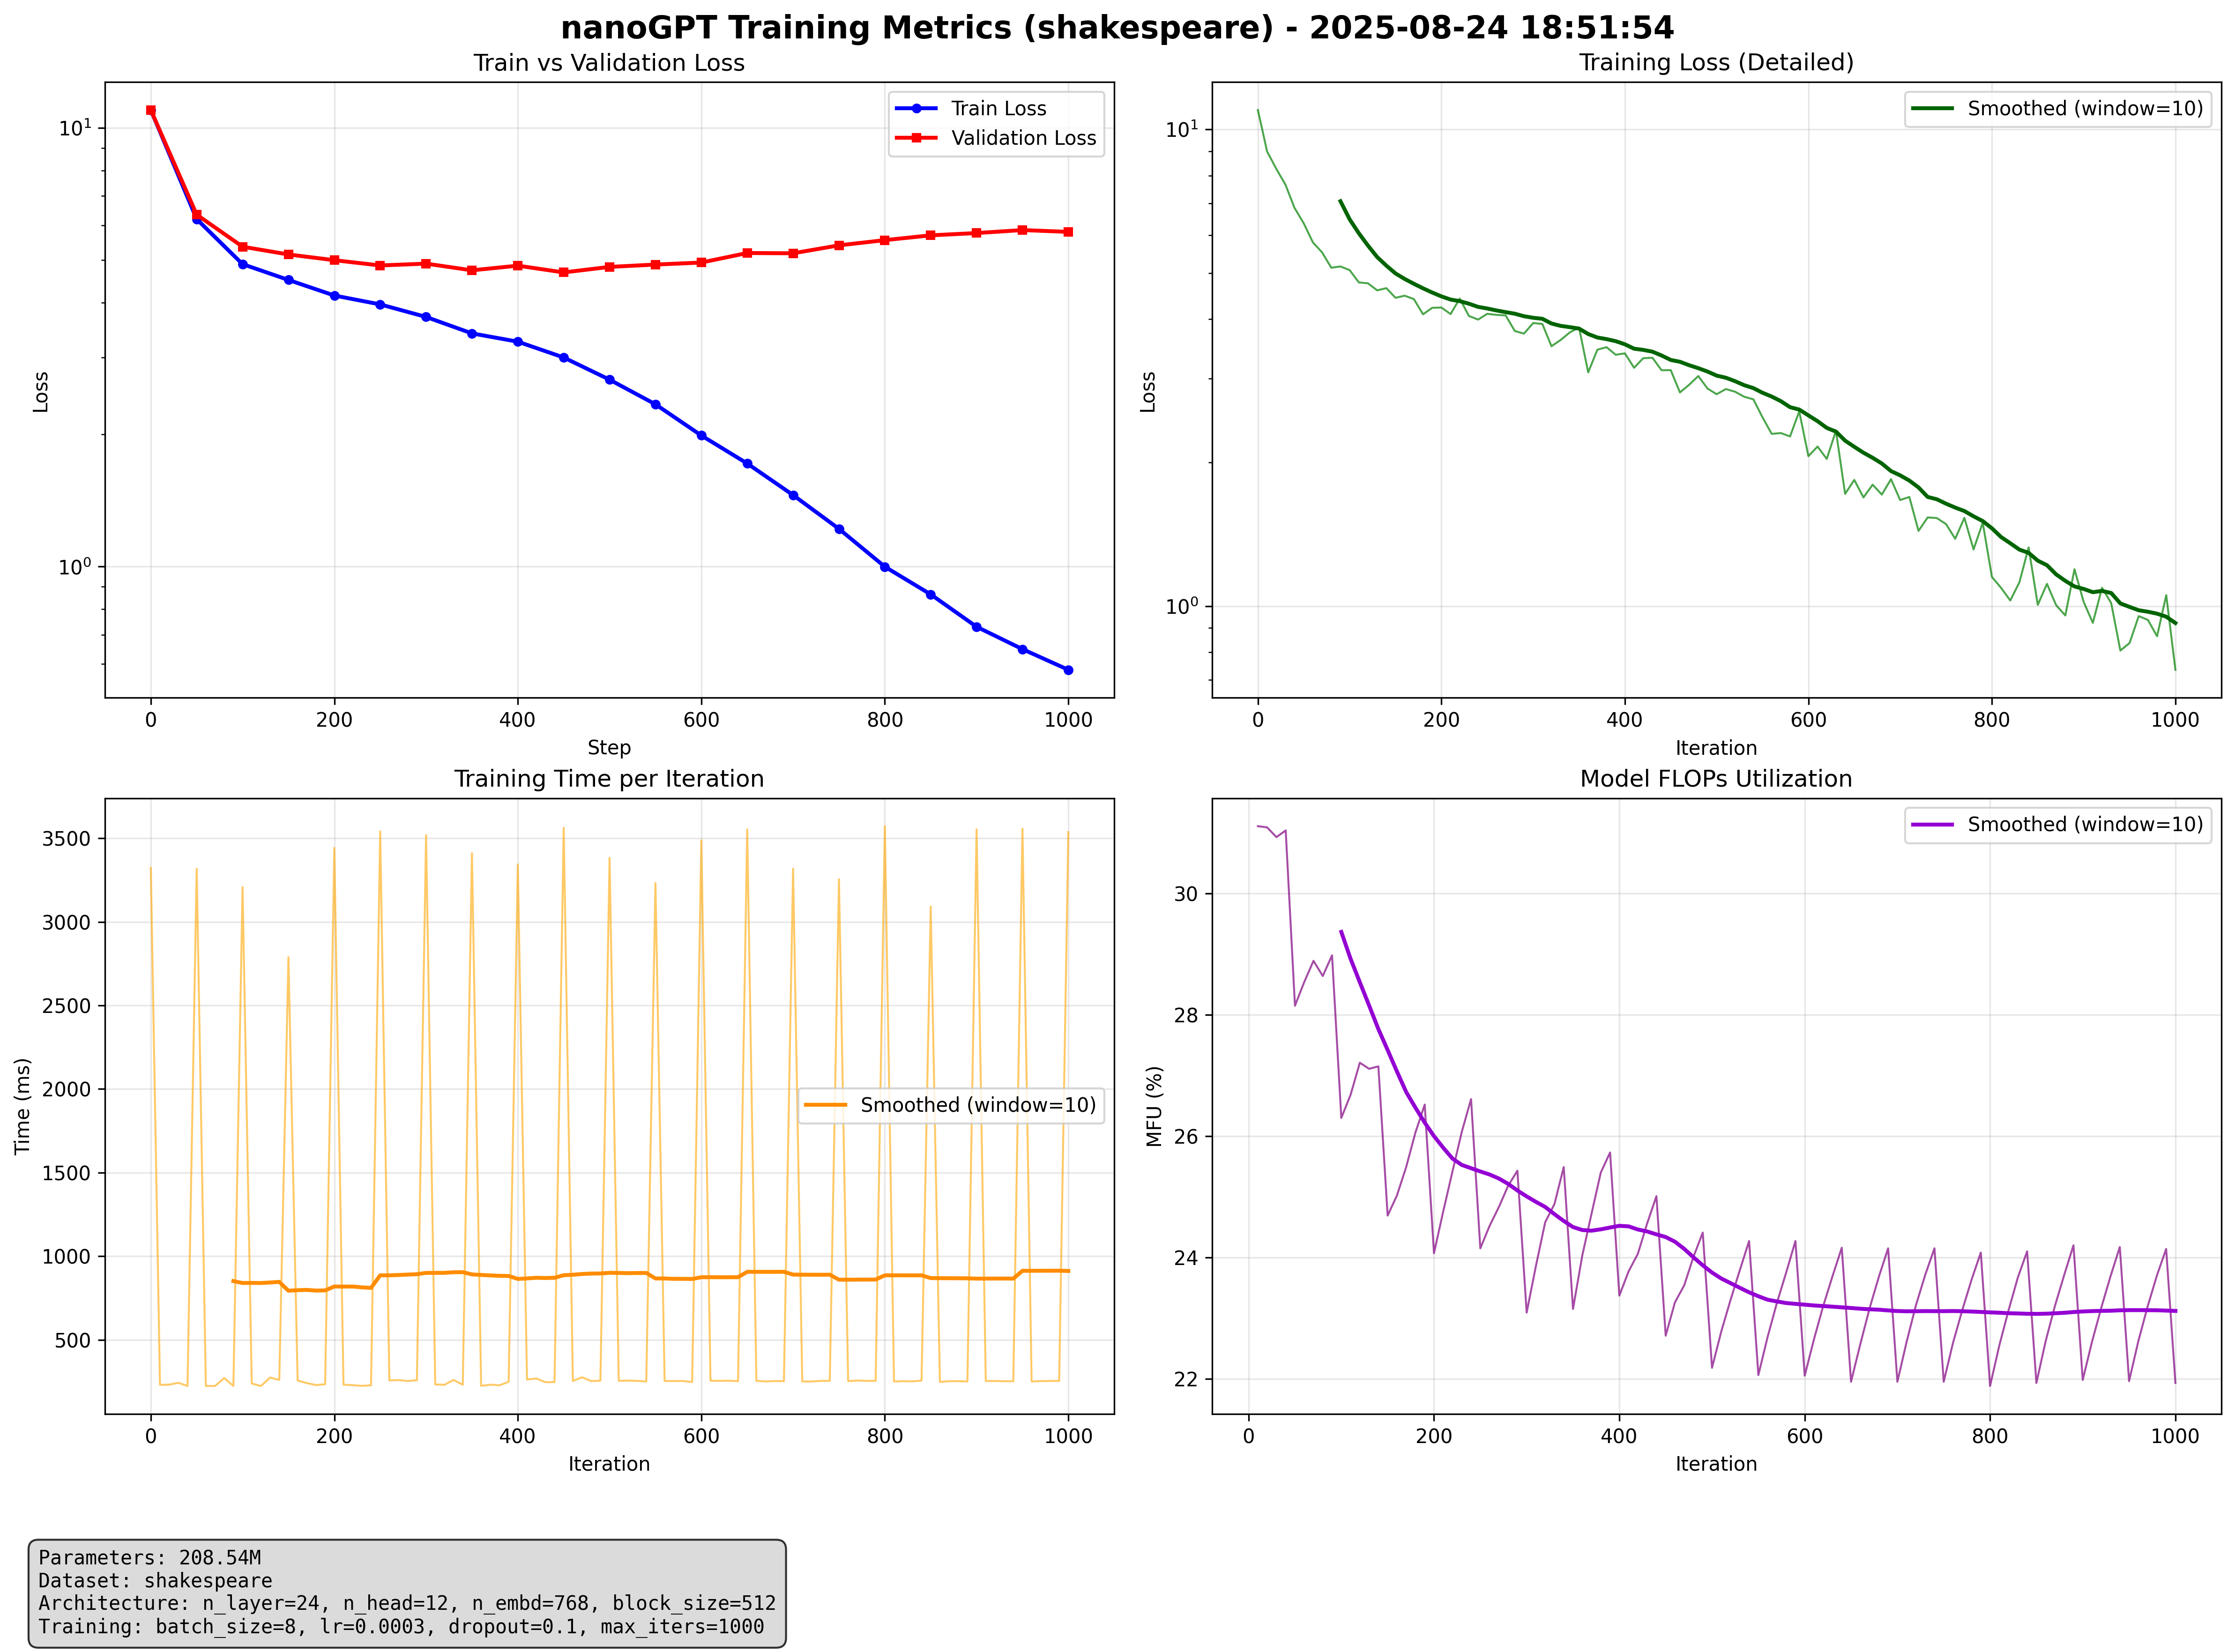 nanoGPT Training Metrics (shakespeare) - 2025-08-24 18:51:54
Train vs Validation Loss
Train Loss
Validation Loss
10¹
10⁰
Loss
0 200 400 600 800 1000
Step
Training Loss (Detailed)
Smoothed (window=10)
10¹
10⁰
Loss
0 200 400 600 800 1000
Iteration
Training Time per Iteration
Smoothed (window=10)
3500
3000
2500
2000
1500
1000
500
Time (ms)
0 200 400 600 800 1000
Iteration
Model FLOPs Utilization
Smoothed (window=10)
30
28
26
24
22
MFU (%)
0 200 400 600 800 1000
Iteration
Parameters: 208.54M
Dataset: shakespeare
Architecture: n_layer=24, n_head=12, n_embd=768, block_size=512
Training: batch_size=8, lr=0.0003, dropout=0.1, max_iters=1000